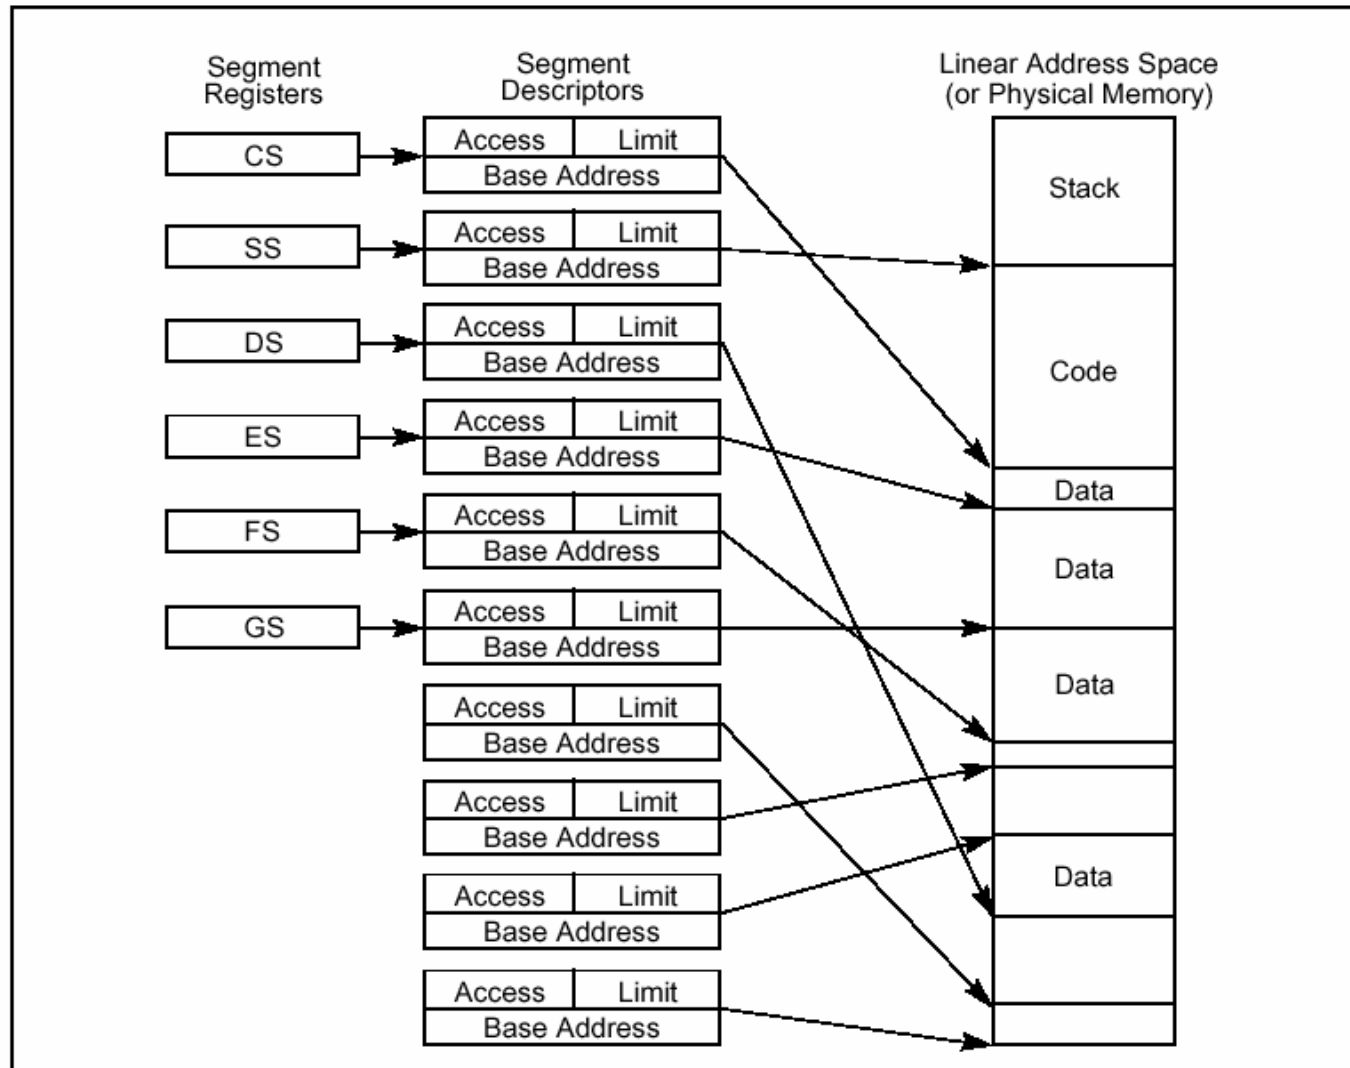 Segment
Registers
Segment
Descriptors
Linear Address Space
(or Physical Memory)
CS
Access Limit
Base Address
Stack
SS
Access Limit
Base Address
DS
Access Limit
Base Address
Code
ES
Access Limit
Base Address
Data
FS
Access Limit
Base Address
Data
GS
Access Limit
Base Address
Data
Access Limit
Base Address
Access Limit
Base Address
Access Limit
Base Address
Data
Access Limit
Base Address